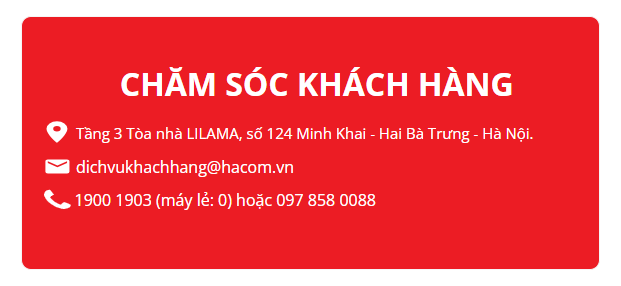 CHĂM SÓC KHÁCH HÀNG
Tầng 3 Tòa nhà LILAMA, số 124 Minh Khai - Hai Bà Trưng - Hà Nội.
dichvukhachhang@hacom.vn
1900 1903 (máy lẻ: 0) hoặc 097 858 0088